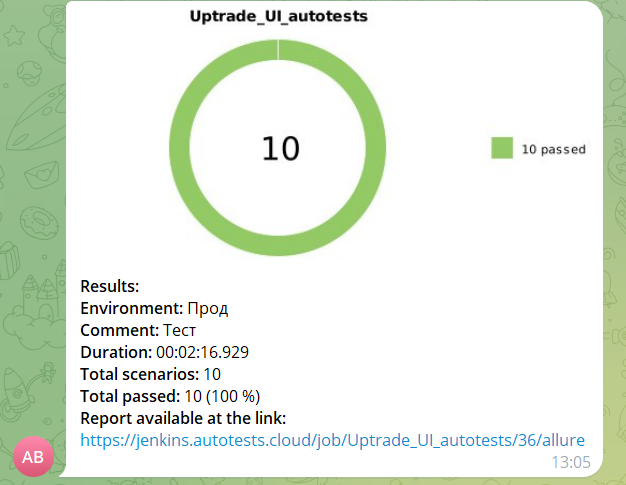 Uptrade_UI_autotests
10
10 passed
Results:
Environment: Прод
Comment: Тест
Duration: 00:02:16.929
Total scenarios: 10
Total passed: 10 (100 %)
Report available at the link:
https://jenkins.autotests.cloud/job/Uptrade_UI_autotests/36/allure
AB
13:05